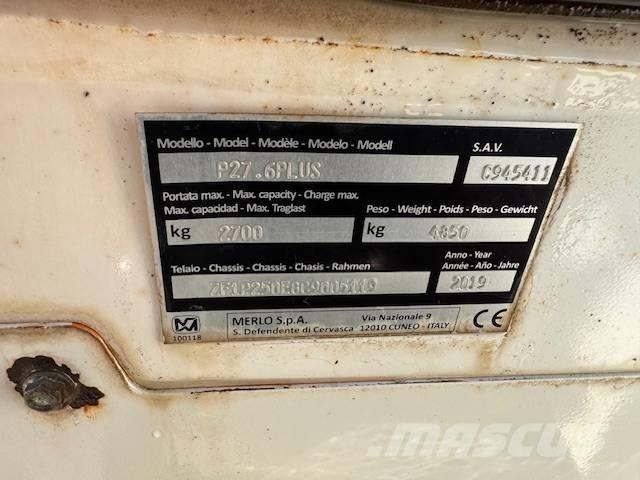 Modello - Model - Modèle - Modelo - Modell
S.A.V.
P27.6PLUS
C945411
Portata max. - Max. capacity - Charge max.
Max. capacidad - Max. Traglast
Peso - Weight - Poids - Peso - Gewicht
kg 2700
kg 4850
Telaio - Chassis - Chassis - Chasis - Rahmen
Anno - Year
Année - Año - Jahre
2019
MERLO S.p.A.
Via Nazionale 9
S. Defendente di Cervasca
12010 CUNEO - ITALY
CE
100118
MASCUS